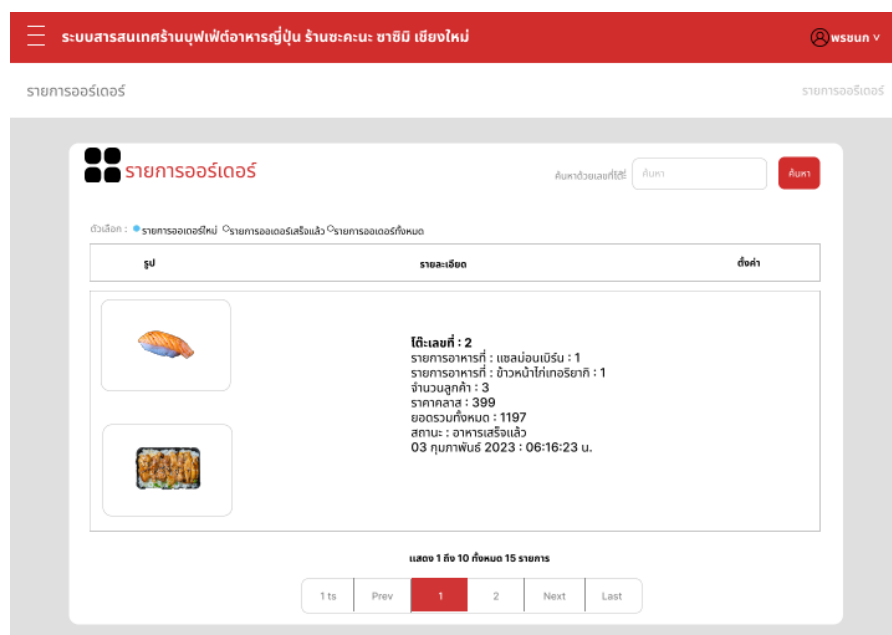 ระบบสารสนเทศร้านบุฟเฟ่ต์อาหารญี่ปุ่น ร้านซะคะนะ ซาซิมิ เชียงใหม่
พรชนก
รายการออร์เดอร์
รายการออร์เดอร์
รายการออร์เดอร์
ค้นหาด้วยเลขที่โต๊ะ
ค้นหา
ค้นหา
ตัวเลือก : รายการออเดอร์ใหม่ รายการออเดอร์เสร็จแล้ว รายการออเดอร์ทั้งหมด
รูป รายละเอียด ตั้งค่า
โต๊ะเลขที่ : 2
รายการอาหารที่ : แซลม่อนเบิร์น : 1
รายการอาหารที่ : ข้าวหน้าไก่เทอริยากิ : 1
จำนวนลูกค้า : 3
ราคาคลาส : 399
ยอดรวมทั้งหมด : 1197
สถานะ : อาหารเสร็จแล้ว
03 กุมภาพันธ์ 2023 : 06:16:23 น.
แสดง 1 ถึง 10 ทั้งหมด 15 รายการ
1 ts Prev 1 2 Next Last